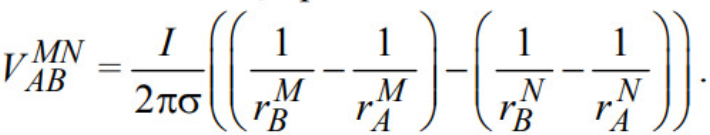 V_{AB}^{MN} = \frac{I}{2\pi\sigma}\left(\left(\frac{1}{r_B^M} - \frac{1}{r_A^M}\right) - \left(\frac{1}{r_B^N} - \frac{1}{r_A^N}\right)\right).